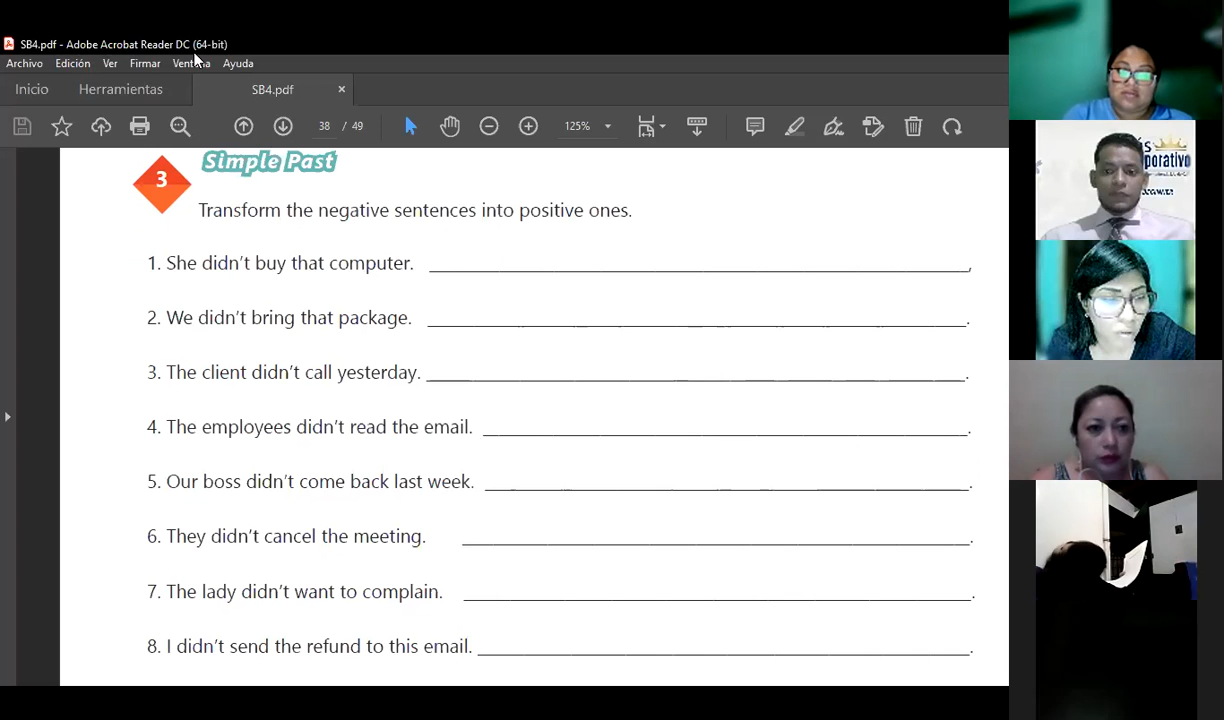 SB4.pdf - Adobe Acrobat Reader DC (64-bit)
Archivo Edición Ver Firmar Ventana Ayuda
Inicio Herramientas SB4.pdf ×
38 / 49 125%
3 Simple Past
Transform the negative sentences into positive ones.
1. She didn't buy that computer. ,
2. We didn't bring that package. .
3. The client didn't call yesterday. .
4. The employees didn't read the email. .
5. Our boss didn't come back last week. .
6. They didn't cancel the meeting. .
7. The lady didn't want to complain. .
8. I didn't send the refund to this email. .